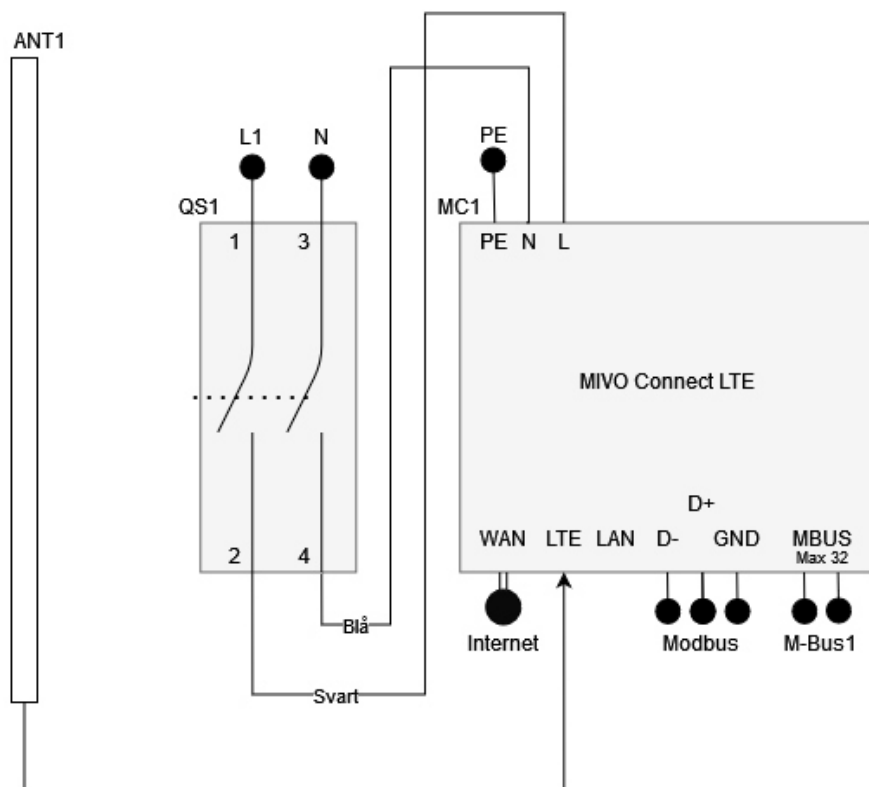 ANT1
L1 N
PE
QS1
MC1
1 3
PE N L
MIVO Connect LTE
D+
WAN LTE LAN D- GND MBUS
Max 32
2 4
Blå
Internet Modbus M-Bus1
Svart